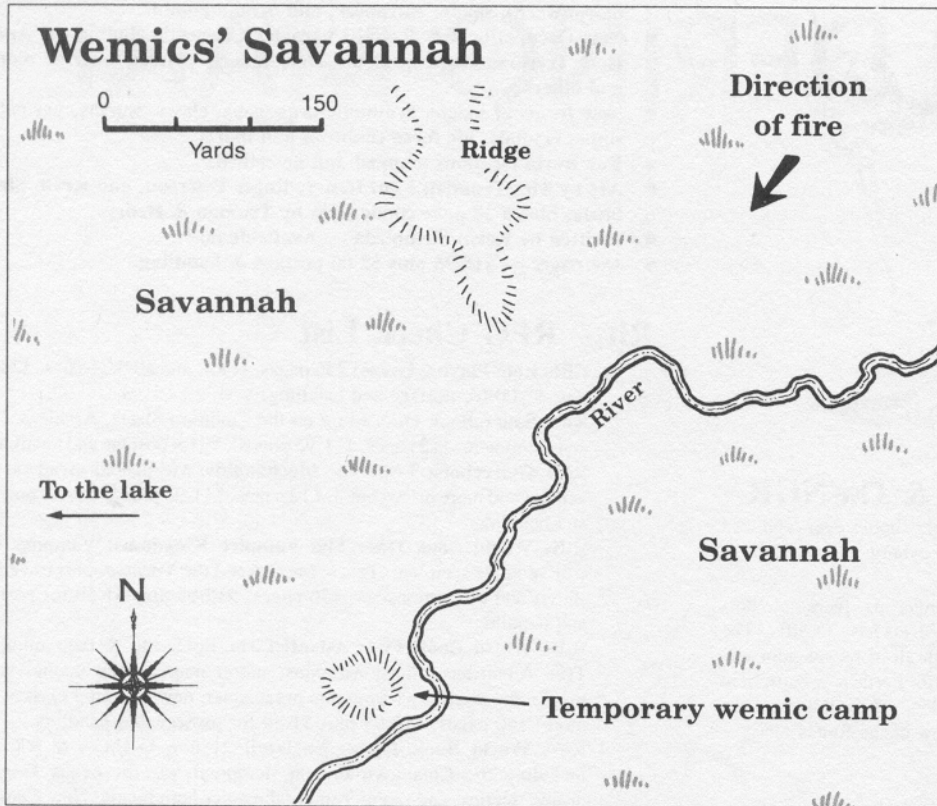 Wemics' Savannah
0 150
Yards
Ridge
Direction
of fire
Savannah
River
To the lake
Savannah
N
Temporary wemic camp